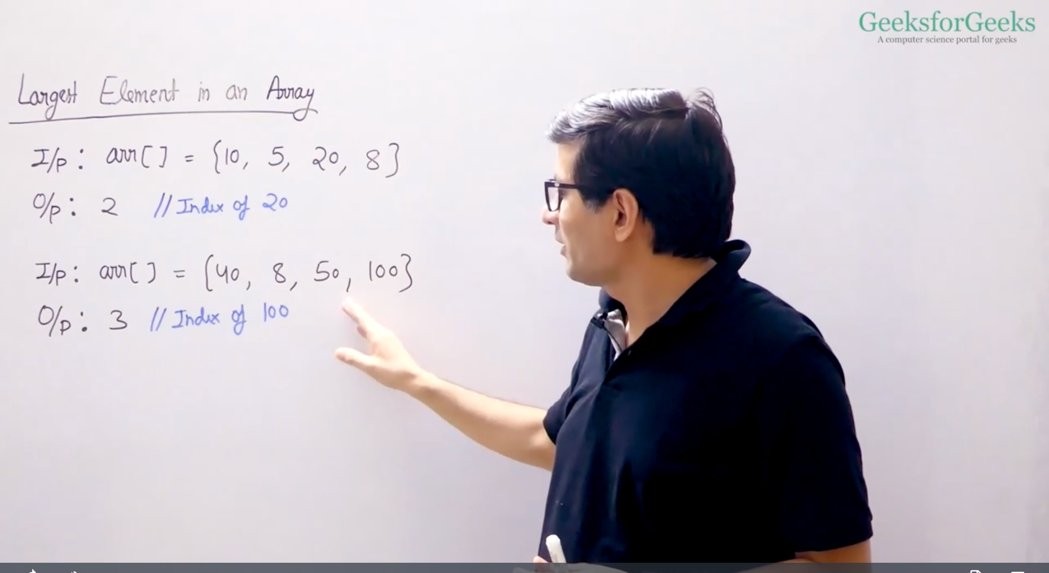 GeeksforGeeks
A computer science portal for geeks
Largest Element in an Array
I/p: arr[] = {10, 5, 20, 8}
O/p: 2 // Index of 20
I/p: arr[] = {40, 8, 50, 100}
O/p: 3 // Index of 100